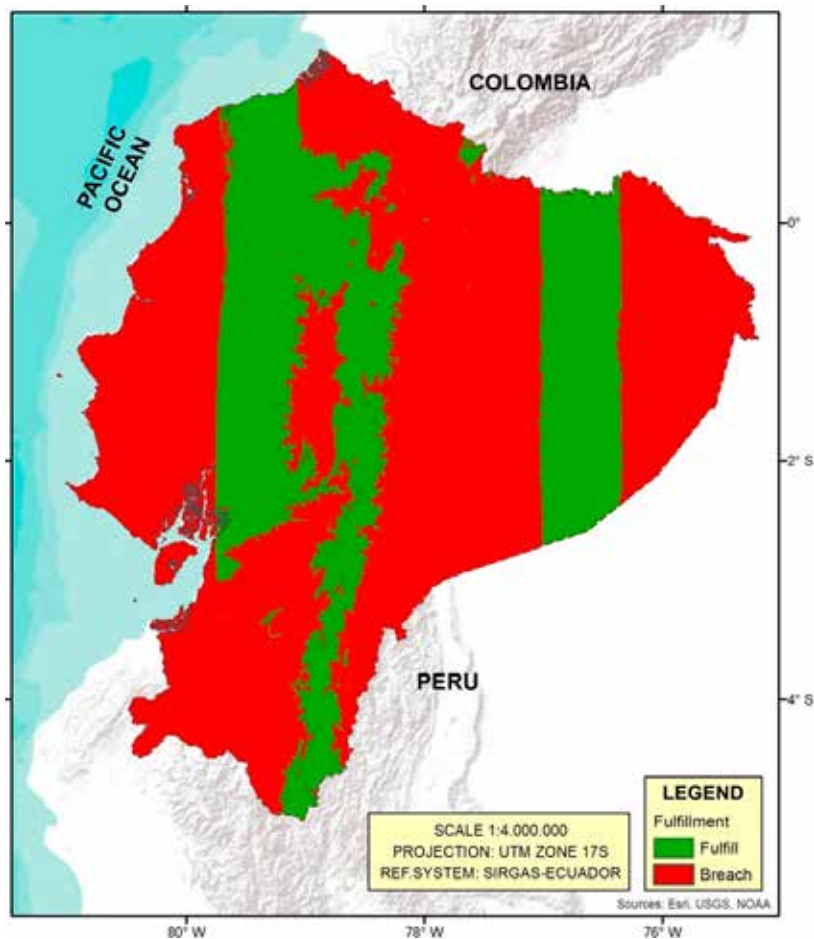 COLOMBIA
PACIFIC
OCEAN
0°
2° S
PERU
4° S
LEGEND
Fulfillment
Fulfill
Breach
SCALE 1:4.000.000
PROJECTION: UTM ZONE 17S
REF.SYSTEM: SIRGAS-ECUADOR
Sources: Esri, USGS, NOAA
80° W
78° W
76° W